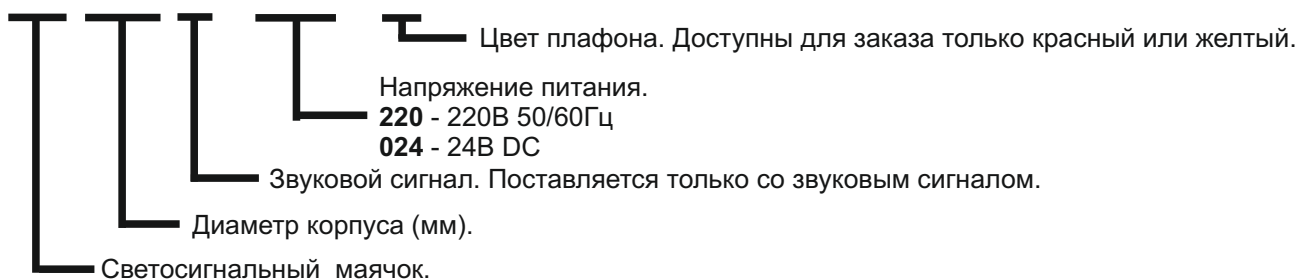 Цвет плафона. Доступны для заказа только красный или желтый.
Напряжение питания.
220 - 220В 50/60Гц
024 - 24В DC
Звуковой сигнал. Поставляется только со звуковым сигналом.
Диаметр корпуса (мм).
Светосигнальный маячок.